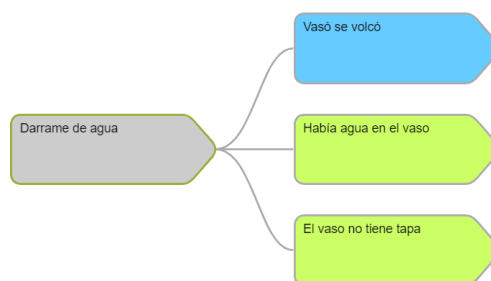 Darrame de agua
Vasó se volcó
Había agua en el vaso
El vaso no tiene tapa